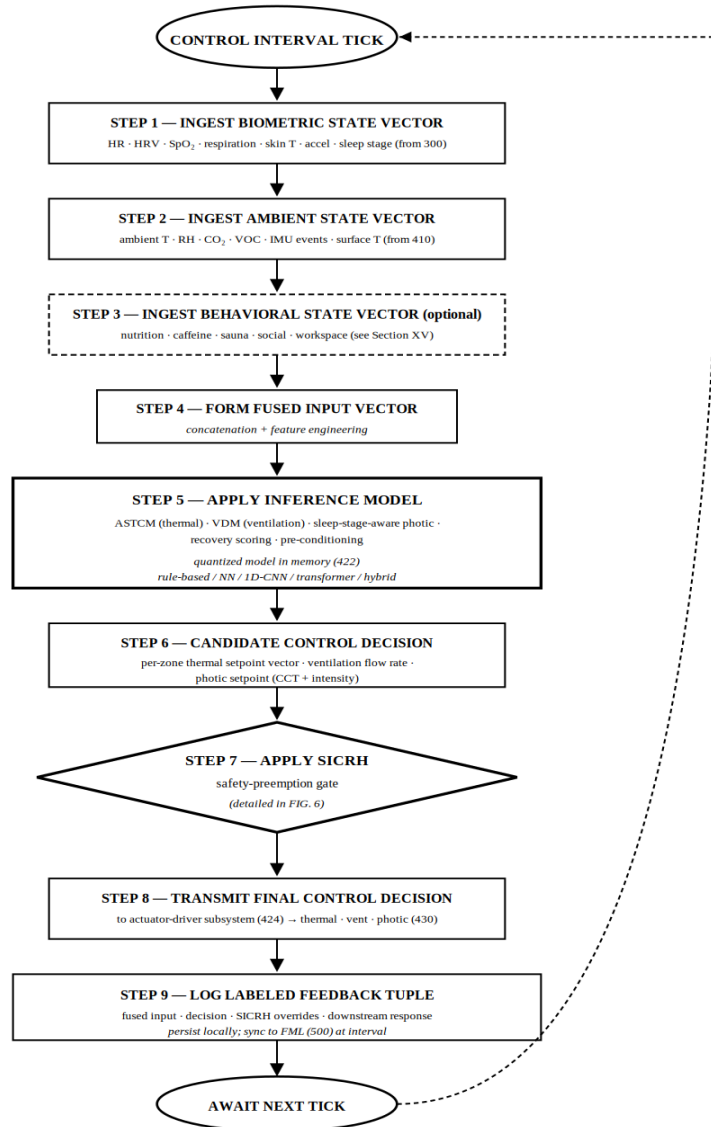 CONTROL INTERVAL TICK
STEP 1 — INGEST BIOMETRIC STATE VECTOR
HR · HRV · SpO₂ · respiration · skin T · accel · sleep stage (from 300)
STEP 2 — INGEST AMBIENT STATE VECTOR
ambient T · RH · CO₂ · VOC · IMU events · surface T (from 410)
STEP 3 — INGEST BEHAVIORAL STATE VECTOR (optional)
nutrition · caffeine · sauna · social · workspace (see Section XV)
STEP 4 — FORM FUSED INPUT VECTOR
concatenation + feature engineering
STEP 5 — APPLY INFERENCE MODEL
ASTCM (thermal) · VDM (ventilation) · sleep-stage-aware photic ·
recovery scoring · pre-conditioning
quantized model in memory (422)
rule-based / NN / 1D-CNN / transformer / hybrid
STEP 6 — CANDIDATE CONTROL DECISION
per-zone thermal setpoint vector · ventilation flow rate ·
photic setpoint (CCT + intensity)
STEP 7 — APPLY SICRH
safety-preemption gate
(detailed in FIG. 6)
STEP 8 — TRANSMIT FINAL CONTROL DECISION
to actuator-driver subsystem (424) → thermal · vent · photic (430)
STEP 9 — LOG LABELED FEEDBACK TUPLE
fused input · decision · SICRH overrides · downstream response
persist locally; sync to FML (500) at interval
AWAIT NEXT TICK